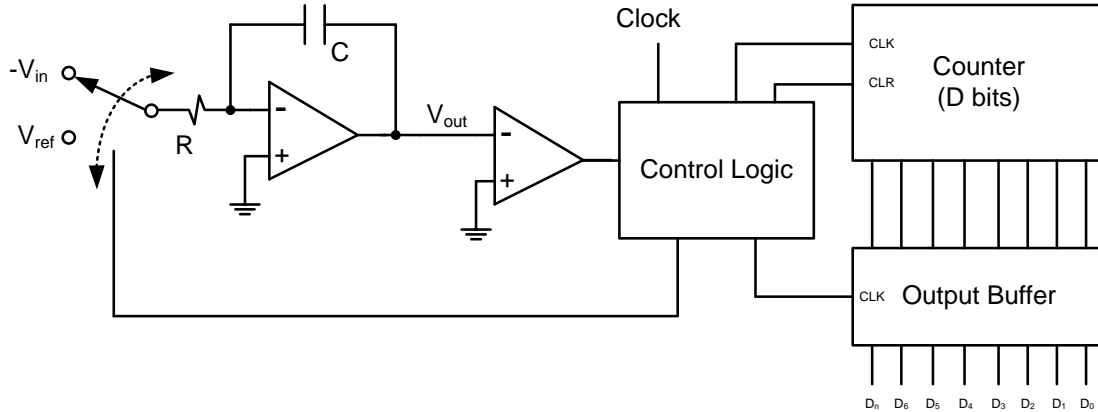 Clock
C
-Vin
Vref
R
-
+
Vout
-
+
Control Logic
CLK
CLR
Counter
(D bits)
CLK
Output Buffer
Dn D6 D5 D4 D3 D2 D1 D0